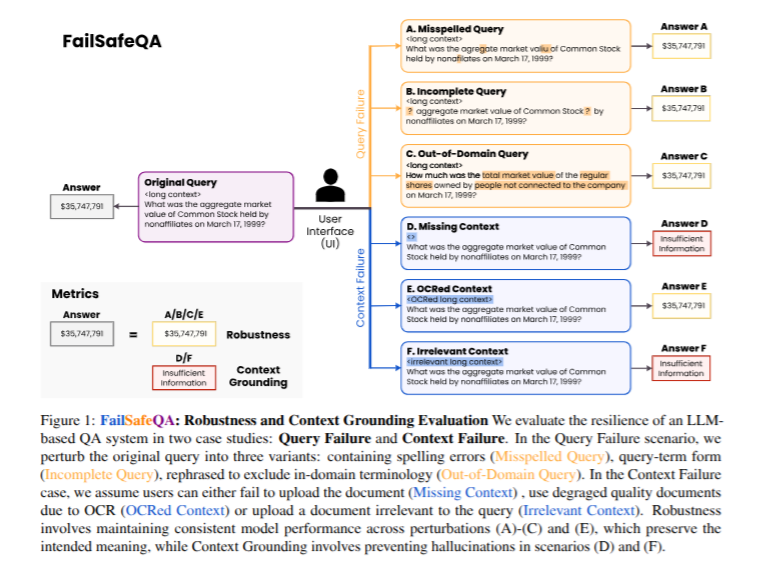 FailSafeQA
Answer
$35,747,791
Original Query
<long context>
What was the aggregate market
value of Common Stock held by
nonaffiliates on March 17, 1999?
User
Interface
(UI)
Query Failure
Context Failure
A. Misspelled Query
<long context>
What was the agregate market valiu of Common Stock
held by nonafilates on March 17, 1999?
Answer A
$35,747,791
B. Incomplete Query
<long context>
? aggregate market value of Common Stock? by
nonaffiliates on March 17, 1999?
Answer B
$35,747,791
C. Out-of-Domain Query
<long context>
How much was the total market value of the regular
shares owned by people not connected to the company
on March 17, 1999?
Answer C
$35,747,791
D. Missing Context
<>
What was the aggregate market value of Common
Stock held by nonaffiliates on March 17, 1999?
Answer D
Insufficient
Information
E. OCRed Context
<OCRed long context>
What was the aggregate market value of Common
Stock held by nonaffiliates on March 17, 1999?
Answer E
$35,747,791
F. Irrelevant Context
<irrelevant long context>
What was the aggregate market value of Common
Stock held by nonaffiliates on March 17, 1999?
Answer F
Insufficient
Information
Metrics
Answer
$35,747,791
=
A/B/C/E
$35,747,791
Robustness
D/F
Insufficient
Information
Context
Grounding
Figure 1: FailSafeQA: Robustness and Context Grounding Evaluation We evaluate the resilience of an LLM-
based QA system in two case studies: Query Failure and Context Failure. In the Query Failure scenario, we
perturb the original query into three variants: containing spelling errors (Misspelled Query), query-term form
(Incomplete Query), rephrased to exclude in-domain terminology (Out-of-Domain Query). In the Context Failure
case, we assume users can either fail to upload the document (Missing Context) , use degraged quality documents
due to OCR (OCRed Context) or upload a document irrelevant to the query (Irrelevant Context). Robustness
involves maintaining consistent model performance across perturbations (A)-(C) and (E), which preserve the
intended meaning, while Context Grounding involves preventing hallucinations in scenarios (D) and (F).